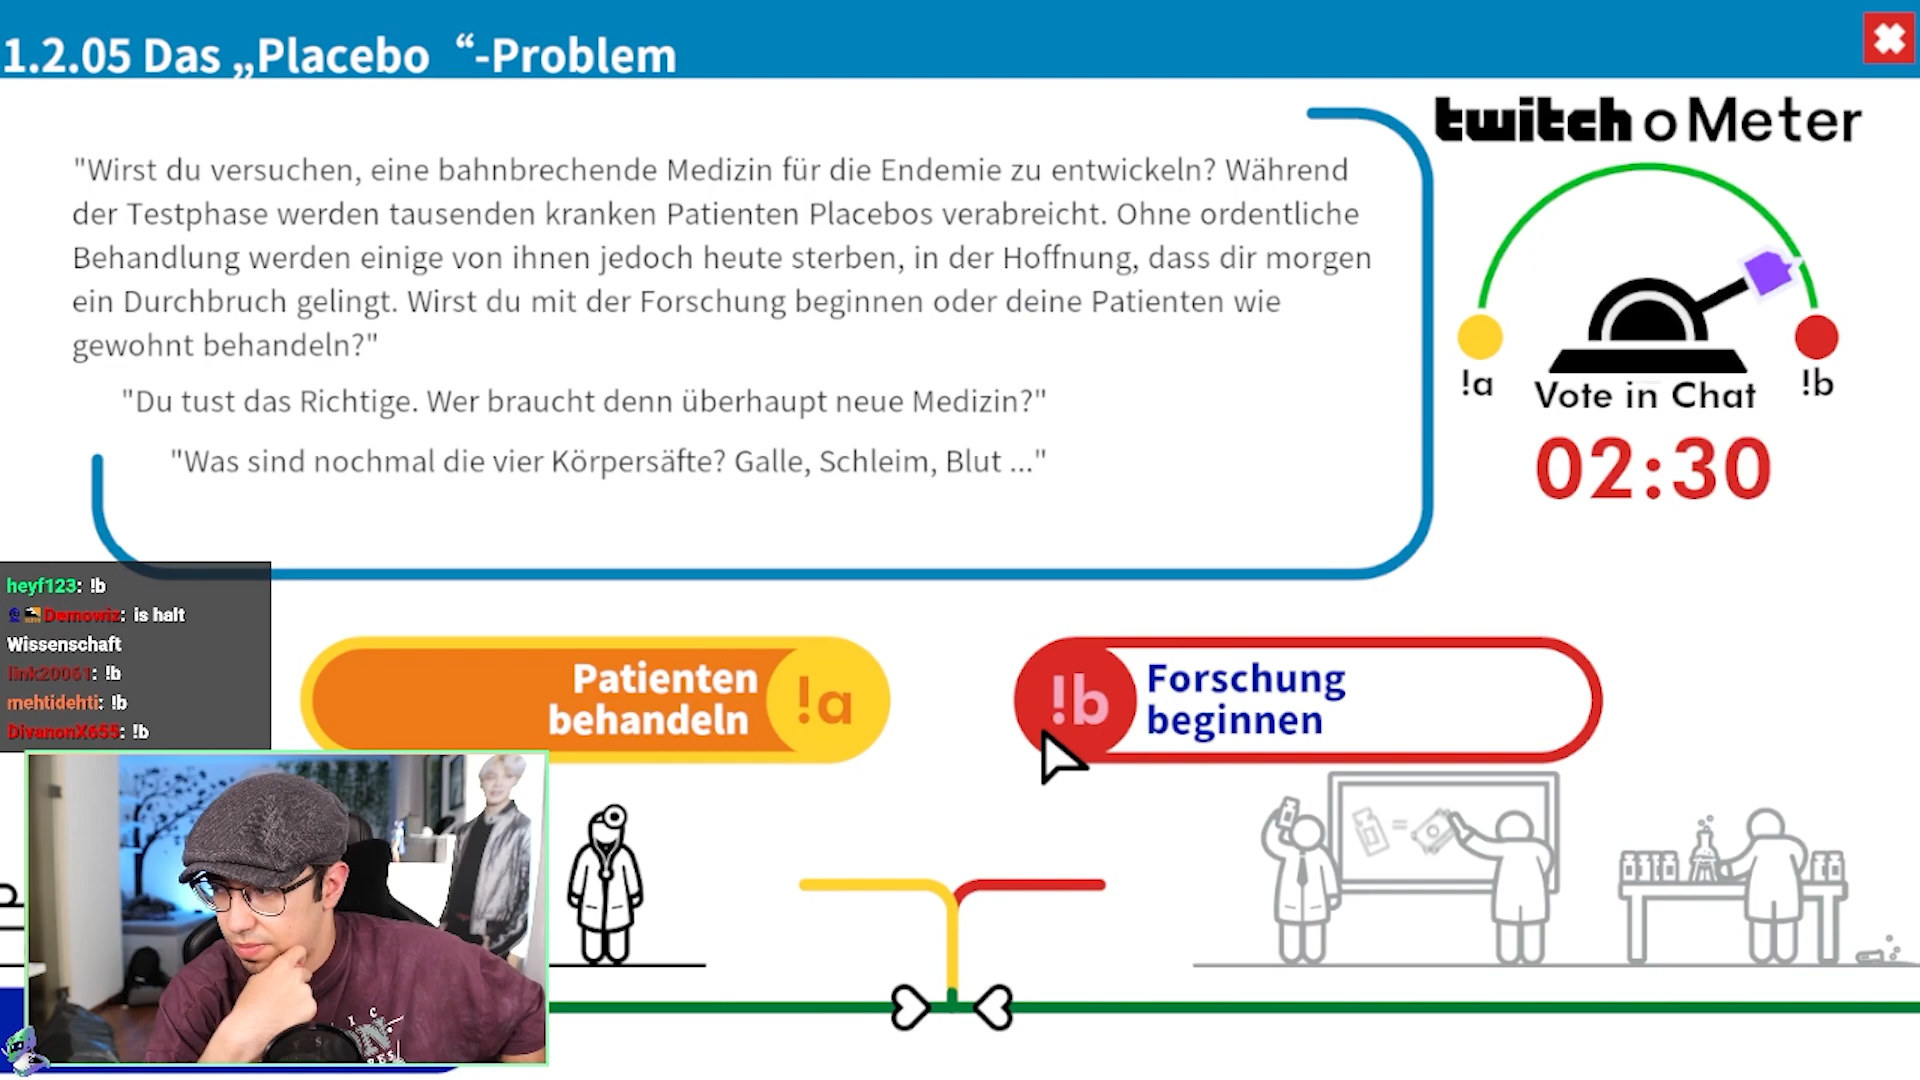 1.2.05 Das „Placebo “-Problem
"Wirst du versuchen, eine bahnbrechende Medizin für die Endemie zu entwickeln? Während
der Testphase werden tausenden kranken Patienten Placebos verabreicht. Ohne ordentliche
Behandlung werden einige von ihnen jedoch heute sterben, in der Hoffnung, dass dir morgen
ein Durchbruch gelingt. Wirst du mit der Forschung beginnen oder deine Patienten wie
gewohnt behandeln?"
"Du tust das Richtige. Wer braucht denn überhaupt neue Medizin?"
"Was sind nochmal die vier Körpersäfte? Galle, Schleim, Blut ..."
twitch o Meter
!a
Vote in Chat
!b
02:30
heyf123: !b
Demowiz: is halt
Wissenschaft
link20061: !b
mehtidehti: !b
DivanonX655: !b
Patienten
behandeln
!a
!b
Forschung
beginnen